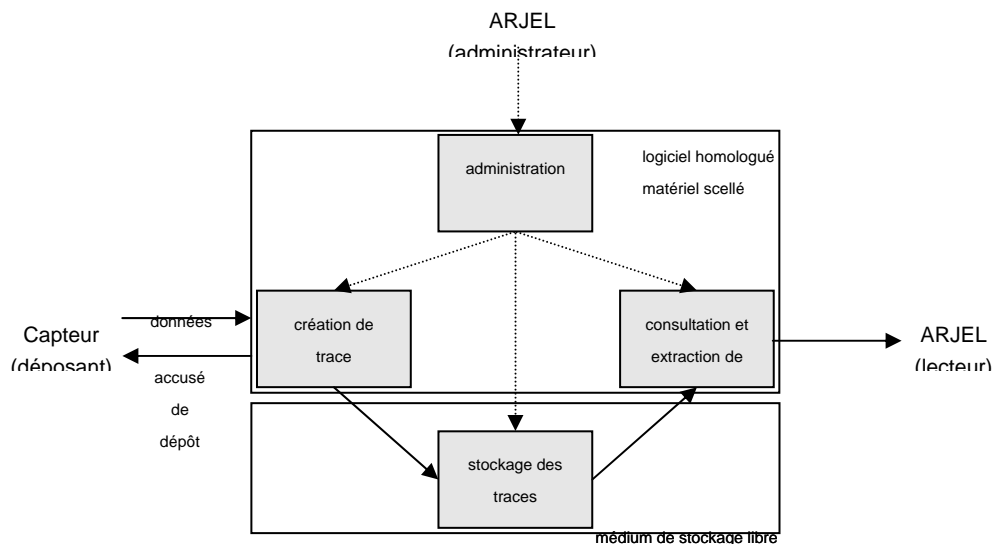 ARJEL
(administrateur)
administration
logiciel homologué
matériel scellé
données
Capteur
(déposant)
accusé
de
dépôt
création de
trace
consultation et
extraction de
ARJEL
(lecteur)
stockage des
traces
médium de stockage libre